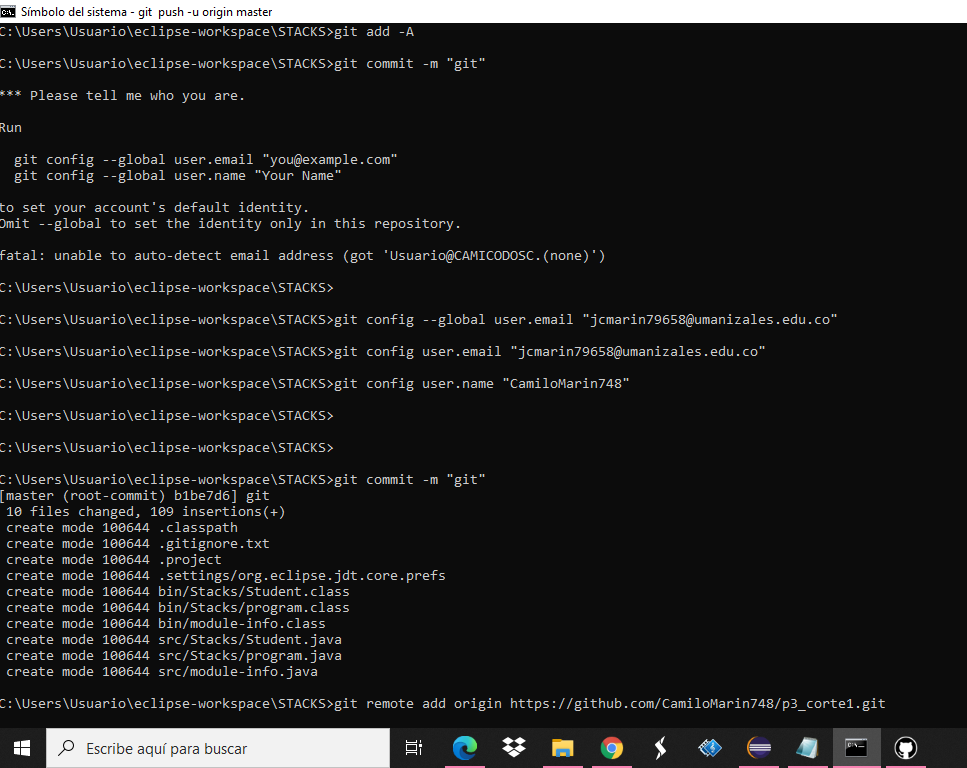 Símbolo del sistema - git  push -u origin master
C:\Users\Usuario\eclipse-workspace\STACKS>git add -A
C:\Users\Usuario\eclipse-workspace\STACKS>git commit -m "git"
*** Please tell me who you are.
Run
  git config --global user.email "you@example.com"
  git config --global user.name "Your Name"
to set your account's default identity.
Omit --global to set the identity only in this repository.
fatal: unable to auto-detect email address (got 'Usuario@CAMICODOSC.(none)')
C:\Users\Usuario\eclipse-workspace\STACKS>
C:\Users\Usuario\eclipse-workspace\STACKS>git config --global user.email "jcmarin79658@umanizales.edu.co"
C:\Users\Usuario\eclipse-workspace\STACKS>git config user.email "jcmarin79658@umanizales.edu.co"
C:\Users\Usuario\eclipse-workspace\STACKS>git config user.name "CamiloMarin748"
C:\Users\Usuario\eclipse-workspace\STACKS>
C:\Users\Usuario\eclipse-workspace\STACKS>
C:\Users\Usuario\eclipse-workspace\STACKS>git commit -m "git"
[master (root-commit) b1be7d6] git
 10 files changed, 109 insertions(+)
 create mode 100644 .classpath
 create mode 100644 .gitignore.txt
 create mode 100644 .project
 create mode 100644 .settings/org.eclipse.jdt.core.prefs
 create mode 100644 bin/Stacks/Student.class
 create mode 100644 bin/Stacks/program.class
 create mode 100644 bin/module-info.class
 create mode 100644 src/Stacks/Student.java
 create mode 100644 src/Stacks/program.java
 create mode 100644 src/module-info.java
C:\Users\Usuario\eclipse-workspace\STACKS>git remote add origin https://github.com/CamiloMarin748/p3_corte1.git
Escribe aquí para buscar